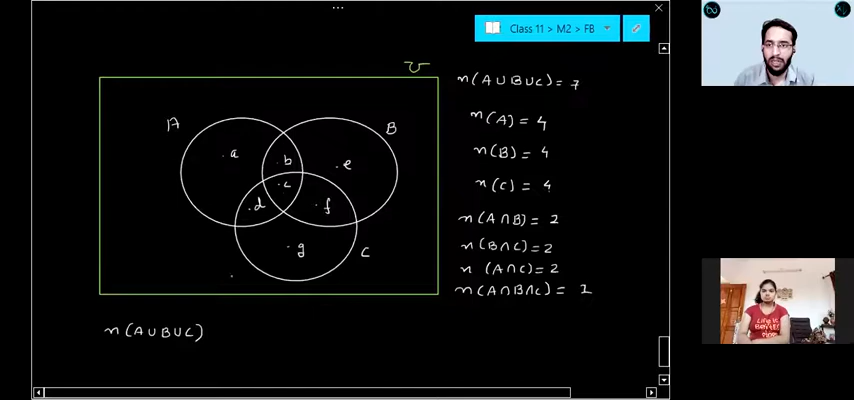 Class 11 > M2 > FB
U
n(A∪B∪C) = 7
A
B
n(A) = 4
a
b
e
n(B) = 4
c
n(C) = 4
d
f
n(A∩B) = 2
g
C
n(B∩C) = 2
n(A∩C) = 2
n(A∩B∩C) = 1
n(A∪B∪C)